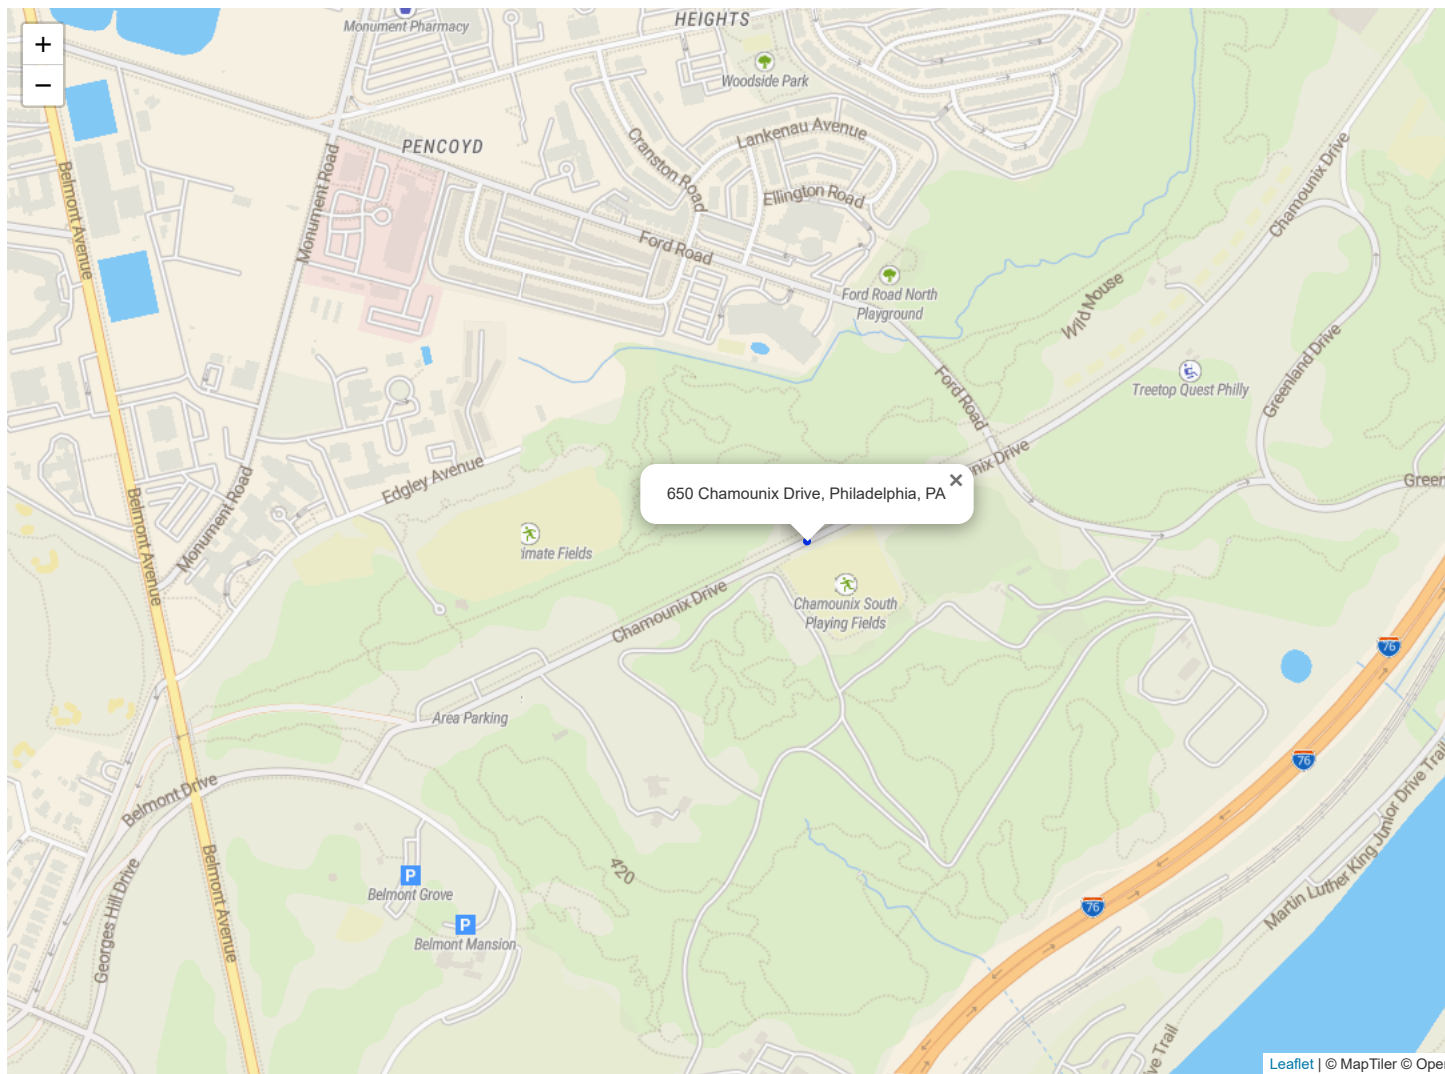 +
−
Monument Pharmacy
HEIGHTS
Woodside Park
PENCOYD
Lankenau Avenue
Cranston Road
Ellington Road
Monument Road
Belmont Avenue
Ford Road
Chamounix Drive
Ford Road North
Playground
Wild Mouse
Treetop Quest Philly
Greenland Drive
Ford Road
nix Drive
Edgley Avenue
Monument Road
Belmont Avenue
650 Chamounix Drive, Philadelphia, PA
×
Green
imate Fields
Chamounix Drive
Chamounix South
Playing Fields
76
Area Parking
76
Belmont Drive
Belmont Avenue
Georges Hill Drive
P
Belmont Grove
P
Belmont Mansion
420
76
Martin Luther King Junior Drive Trail
ve Trail
Leaflet | © MapTiler © Ope